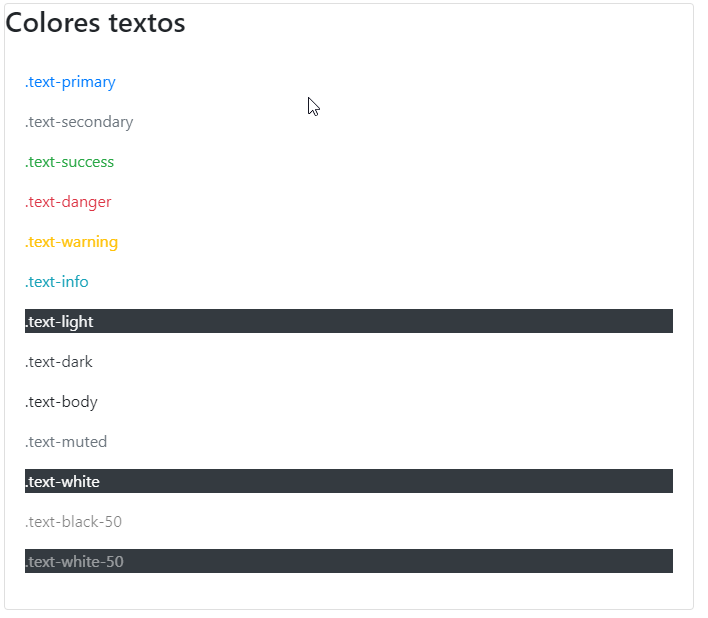 Colores textos
.text-primary
.text-secondary
.text-success
.text-danger
.text-warning
.text-info
.text-light
.text-dark
.text-body
.text-muted
.text-white
.text-black-50
.text-white-50